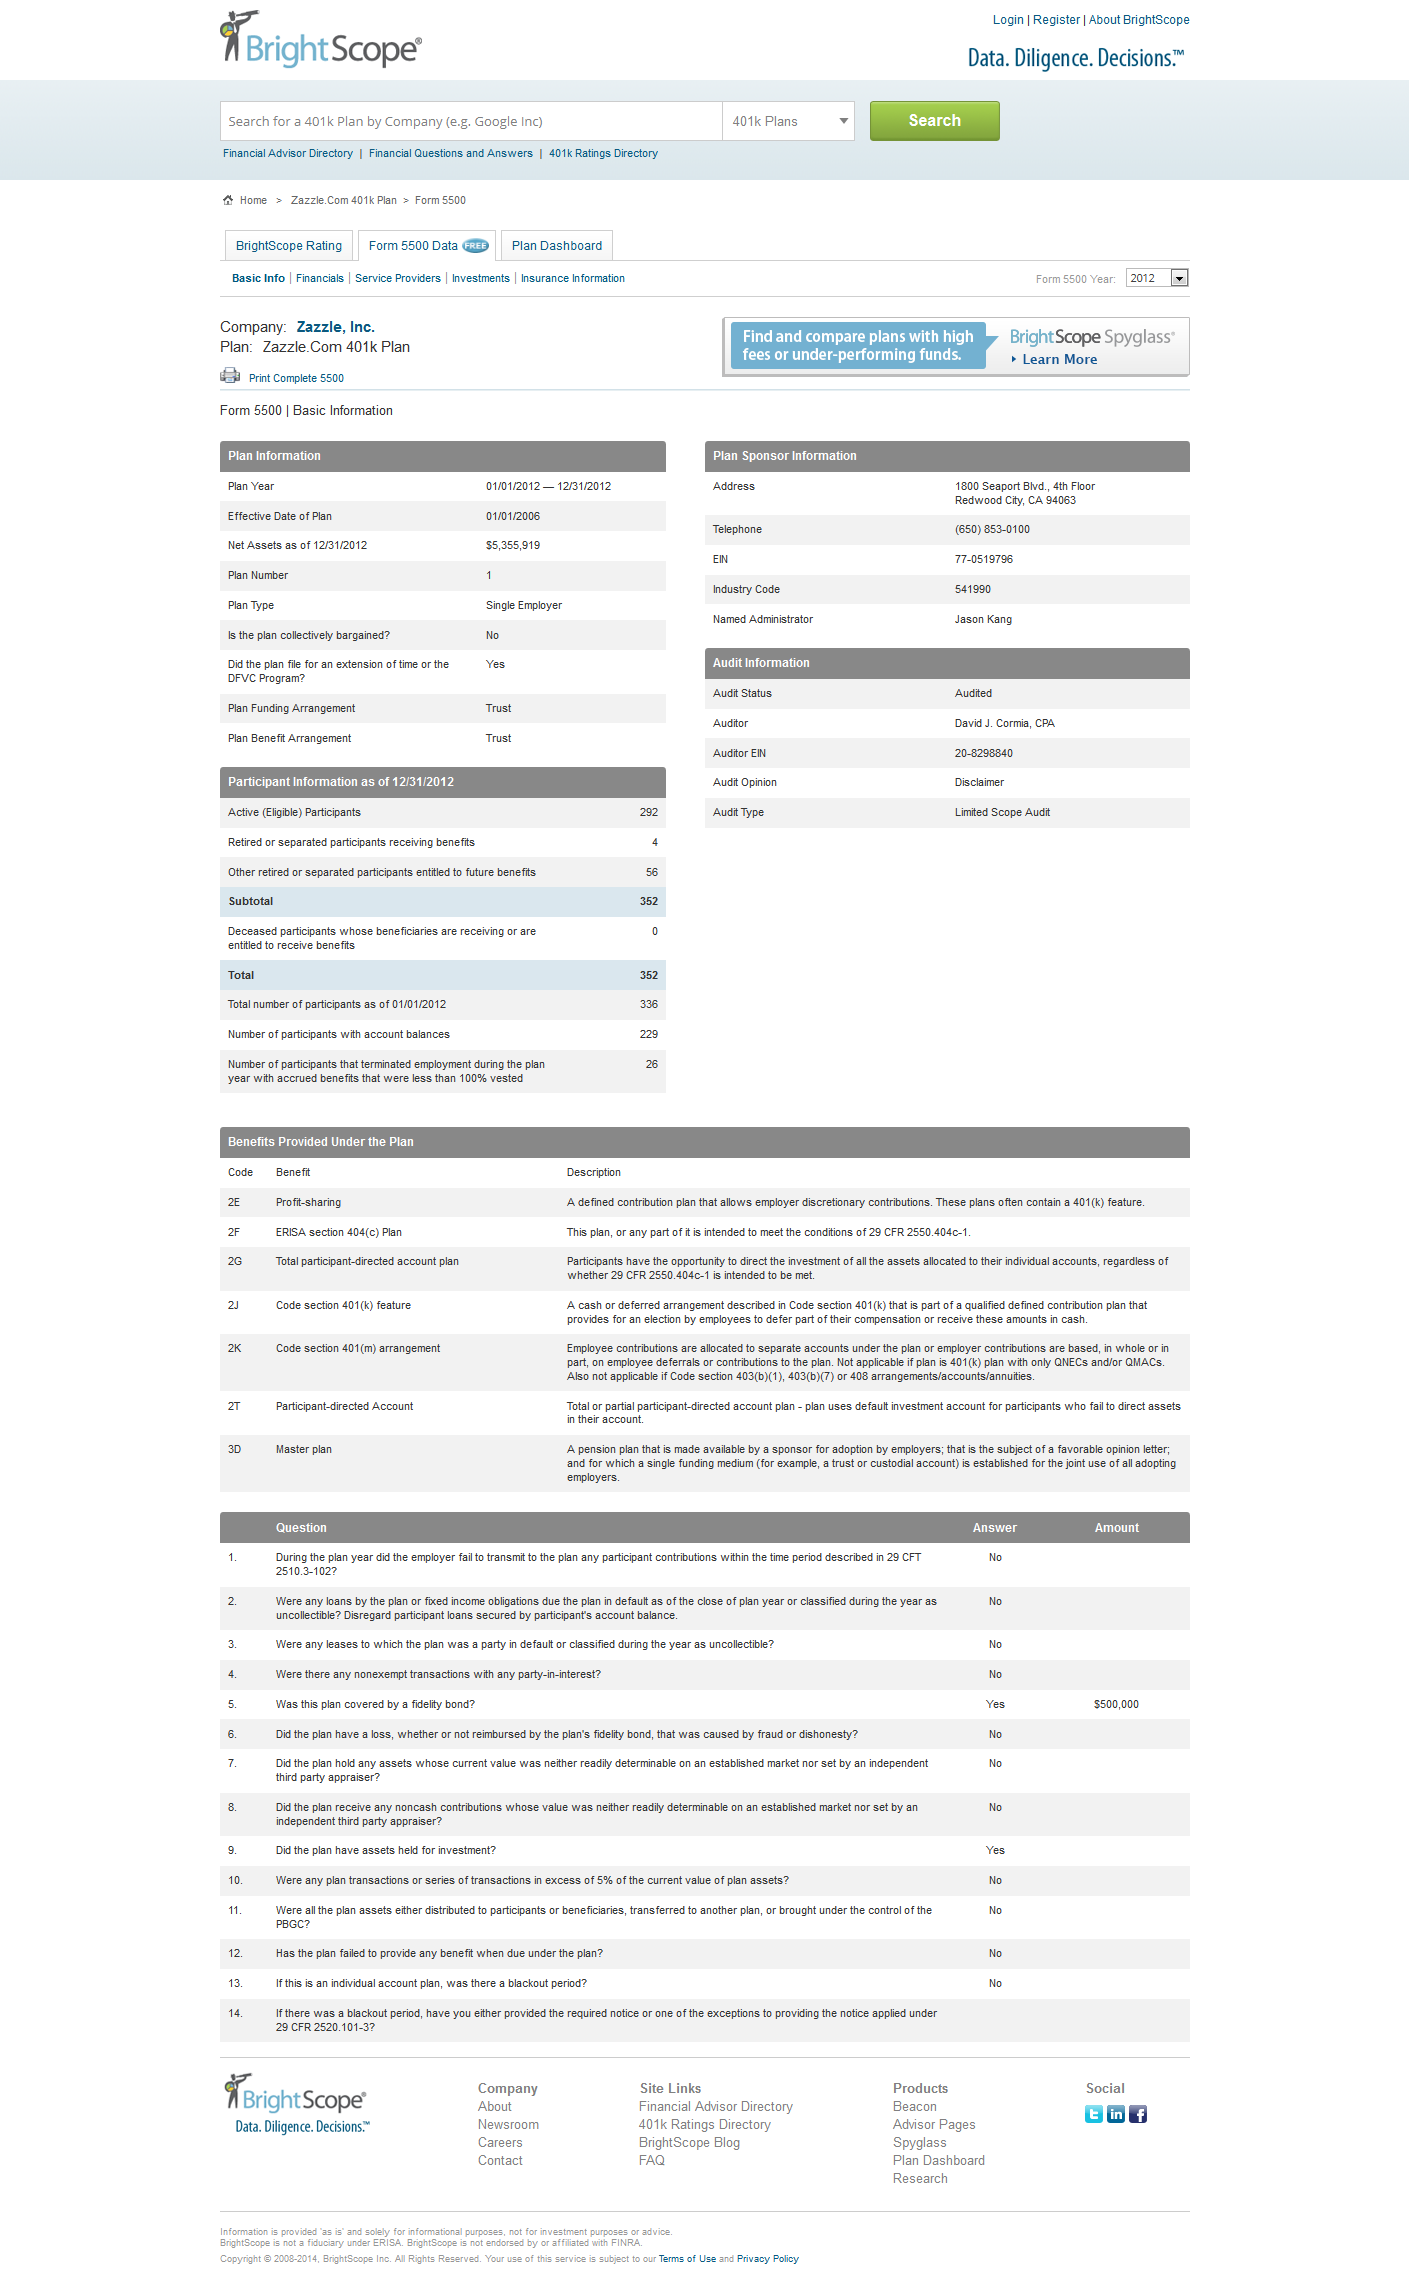 BrightScope®
Login | Register | About BrightScope
Data. Diligence. Decisions.™
Search for a 401k Plan by Company (e.g. Google Inc)
401k Plans
Search
Financial Advisor Directory | Financial Questions and Answers | 401k Ratings Directory
Home > Zazzle.Com 401k Plan > Form 5500
BrightScope Rating
Form 5500 Data FREE
Plan Dashboard
Basic Info | Financials | Service Providers | Investments | Insurance Information
Form 5500 Year: 2012
Company: Zazzle, Inc.
Plan: Zazzle.Com 401k Plan
Print Complete 5500
Find and compare plans with high
fees or under-performing funds.
BrightScope Spyglass®
Learn More
Form 5500 | Basic Information
Plan Information
Plan Year 01/01/2012 — 12/31/2012
Effective Date of Plan 01/01/2006
Net Assets as of 12/31/2012 $5,355,919
Plan Number 1
Plan Type Single Employer
Is the plan collectively bargained? No
Did the plan file for an extension of time or the Yes
DFVC Program?
Plan Funding Arrangement Trust
Plan Benefit Arrangement Trust
Participant Information as of 12/31/2012
Active (Eligible) Participants 292
Retired or separated participants receiving benefits 4
Other retired or separated participants entitled to future benefits 56
Subtotal 352
Deceased participants whose beneficiaries are receiving or are 0
entitled to receive benefits
Total 352
Total number of participants as of 01/01/2012 336
Number of participants with account balances 229
Number of participants that terminated employment during the plan 26
year with accrued benefits that were less than 100% vested
Plan Sponsor Information
Address 1800 Seaport Blvd., 4th Floor
Redwood City, CA 94063
Telephone (650) 853-0100
EIN 77-0519796
Industry Code 541990
Named Administrator Jason Kang
Audit Information
Audit Status Audited
Auditor David J. Cormia, CPA
Auditor EIN 20-8298840
Audit Opinion Disclaimer
Audit Type Limited Scope Audit
Benefits Provided Under the Plan
Code Benefit Description
2E Profit-sharing A defined contribution plan that allows employer discretionary contributions. These plans often contain a 401(k) feature.
2F ERISA section 404(c) Plan This plan, or any part of it is intended to meet the conditions of 29 CFR 2550.404c-1.
2G Total participant-directed account plan Participants have the opportunity to direct the investment of all the assets allocated to their individual accounts, regardless of
whether 29 CFR 2550.404c-1 is intended to be met.
2J Code section 401(k) feature A cash or deferred arrangement described in Code section 401(k) that is part of a qualified defined contribution plan that
provides for an election by employees to defer part of their compensation or receive these amounts in cash.
2K Code section 401(m) arrangement Employee contributions are allocated to separate accounts under the plan or employer contributions are based, in whole or in
part, on employee deferrals or contributions to the plan. Not applicable if plan is 401(k) plan with only QNECs and/or QMACs.
Also not applicable if Code section 403(b)(1), 403(b)(7) or 408 arrangements/accounts/annuities.
2T Participant-directed Account Total or partial participant-directed account plan - plan uses default investment account for participants who fail to direct assets
in their account.
3D Master plan A pension plan that is made available by a sponsor for adoption by employers; that is the subject of a favorable opinion letter;
and for which a single funding medium (for example, a trust or custodial account) is established for the joint use of all adopting
employers.
Question Answer Amount
1. During the plan year did the employer fail to transmit to the plan any participant contributions within the time period described in 29 CFT No
2510.3-102?
2. Were any loans by the plan or fixed income obligations due the plan in default as of the close of plan year or classified during the year as No
uncollectible? Disregard participant loans secured by participant's account balance.
3. Were any leases to which the plan was a party in default or classified during the year as uncollectible? No
4. Were there any nonexempt transactions with any party-in-interest? No
5. Was this plan covered by a fidelity bond? Yes $500,000
6. Did the plan have a loss, whether or not reimbursed by the plan's fidelity bond, that was caused by fraud or dishonesty? No
7. Did the plan hold any assets whose current value was neither readily determinable on an established market nor set by an independent No
third party appraiser?
8. Did the plan receive any noncash contributions whose value was neither readily determinable on an established market nor set by an No
independent third party appraiser?
9. Did the plan have assets held for investment? Yes
10. Were any plan transactions or series of transactions in excess of 5% of the current value of plan assets? No
11. Were all the plan assets either distributed to participants or beneficiaries, transferred to another plan, or brought under the control of the No
PBGC?
12. Has the plan failed to provide any benefit when due under the plan? No
13. If this is an individual account plan, was there a blackout period? No
14. If there was a blackout period, have you either provided the required notice or one of the exceptions to providing the notice applied under
29 CFR 2520.101-3?
BrightScope®
Data. Diligence. Decisions.™
Company
About
Newsroom
Careers
Contact
Site Links
Financial Advisor Directory
401k Ratings Directory
BrightScope Blog
FAQ
Products
Beacon
Advisor Pages
Spyglass
Plan Dashboard
Research
Social
Information is provided 'as is' and solely for informational purposes, not for investment purposes or advice.
BrightScope is not a fiduciary under ERISA. BrightScope is not endorsed by or affiliated with FINRA.
Copyright © 2008-2014, BrightScope Inc. All Rights Reserved. Your use of this service is subject to our Terms of Use and Privacy Policy